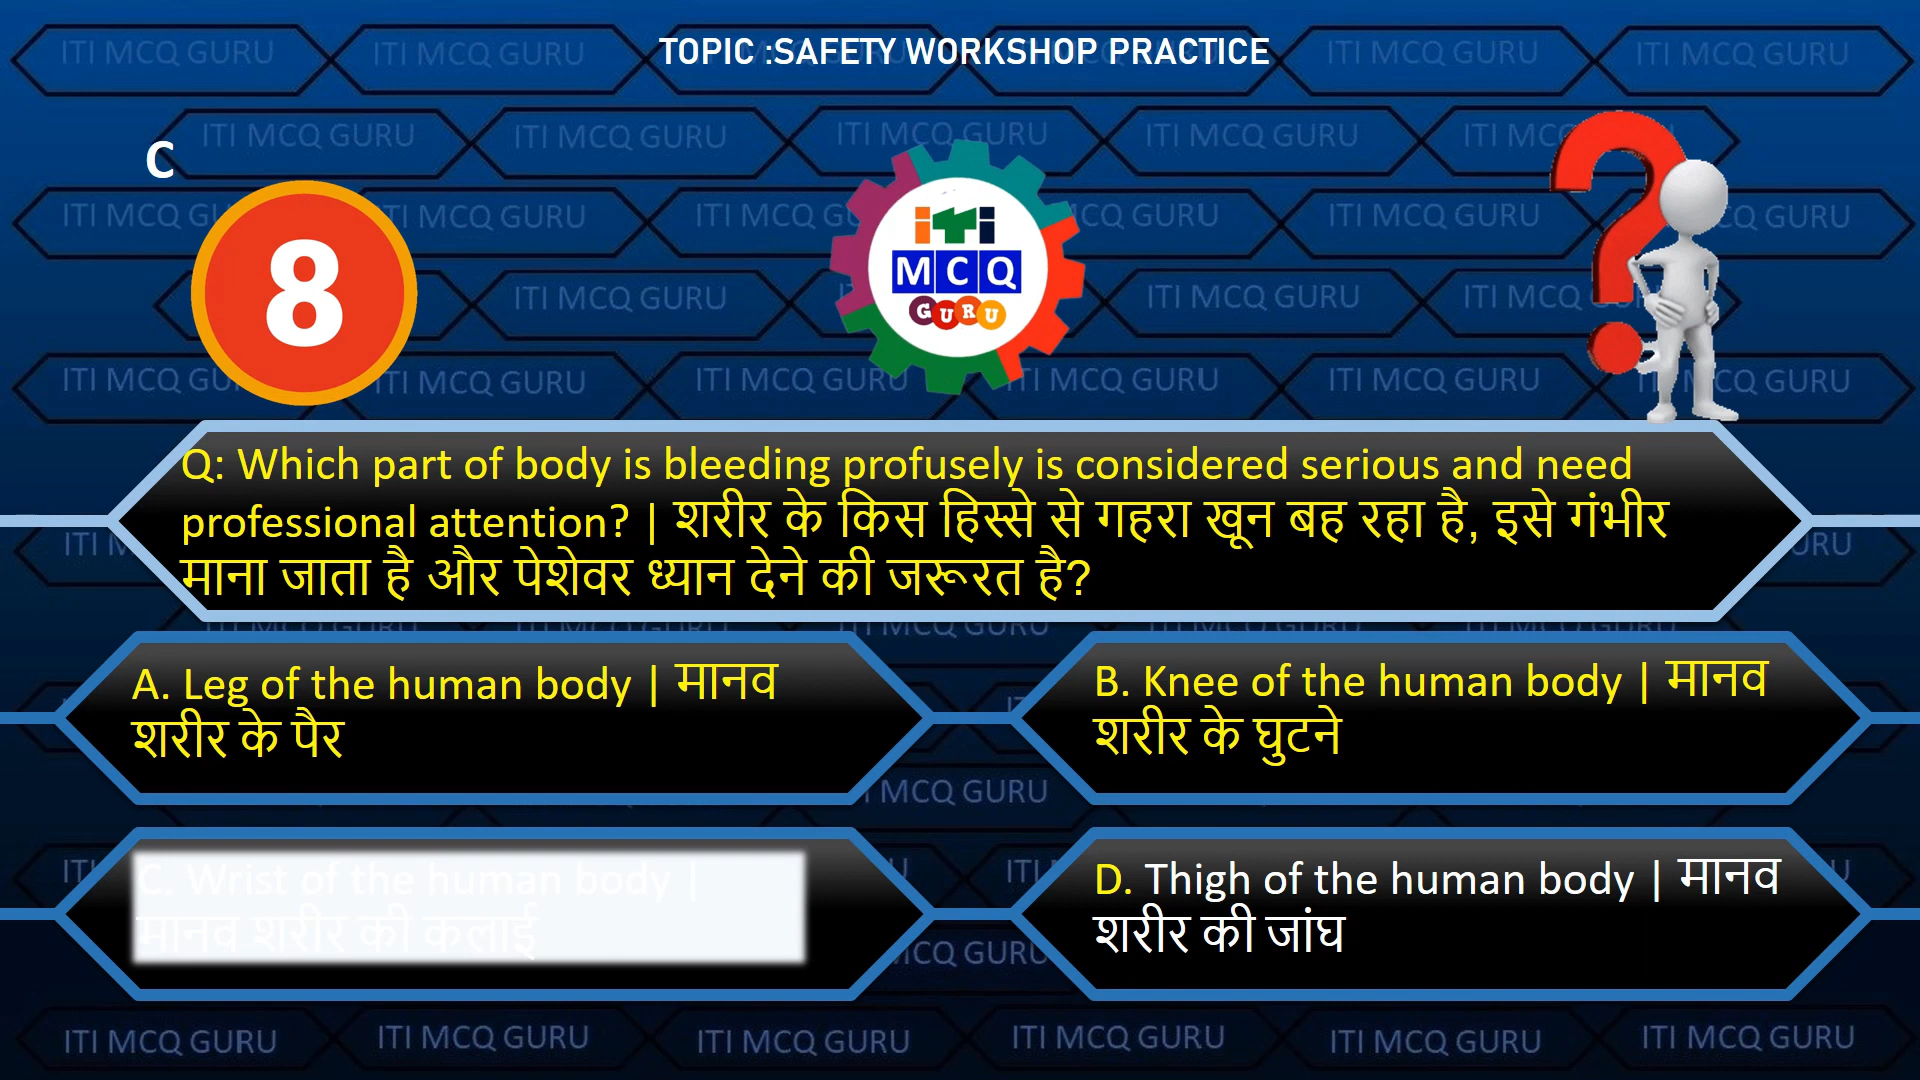 TOPIC :SAFETY WORKSHOP PRACTICE
C
8
iTi
MCQ
GURU
Q: Which part of body is bleeding profusely is considered serious and need
professional attention? | शरीर के किस हिस्से से गहरा खून बह रहा है, इसे गंभीर
माना जाता है और पेशेवर ध्यान देने की जरूरत है?
A. Leg of the human body | मानव
शरीर के पैर
B. Knee of the human body | मानव
शरीर के घुटने
C. Wrist of the human body |
मानव शरीर की कलाई
D. Thigh of the human body | मानव
शरीर की जांघ
ITI MCQ GURU